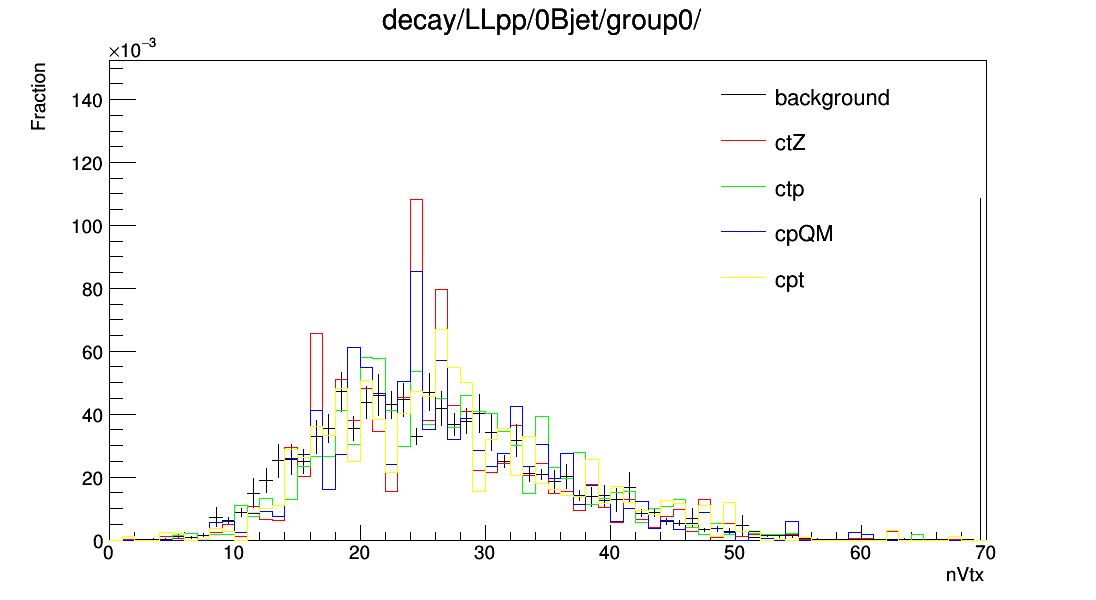 decay/LLpp/0Bjet/group0/
×10⁻³
Fraction
140
120
100
80
60
40
20
0
background
ctZ
ctp
cpQM
cpt
0 10 20 30 40 50 60 70
nVtx